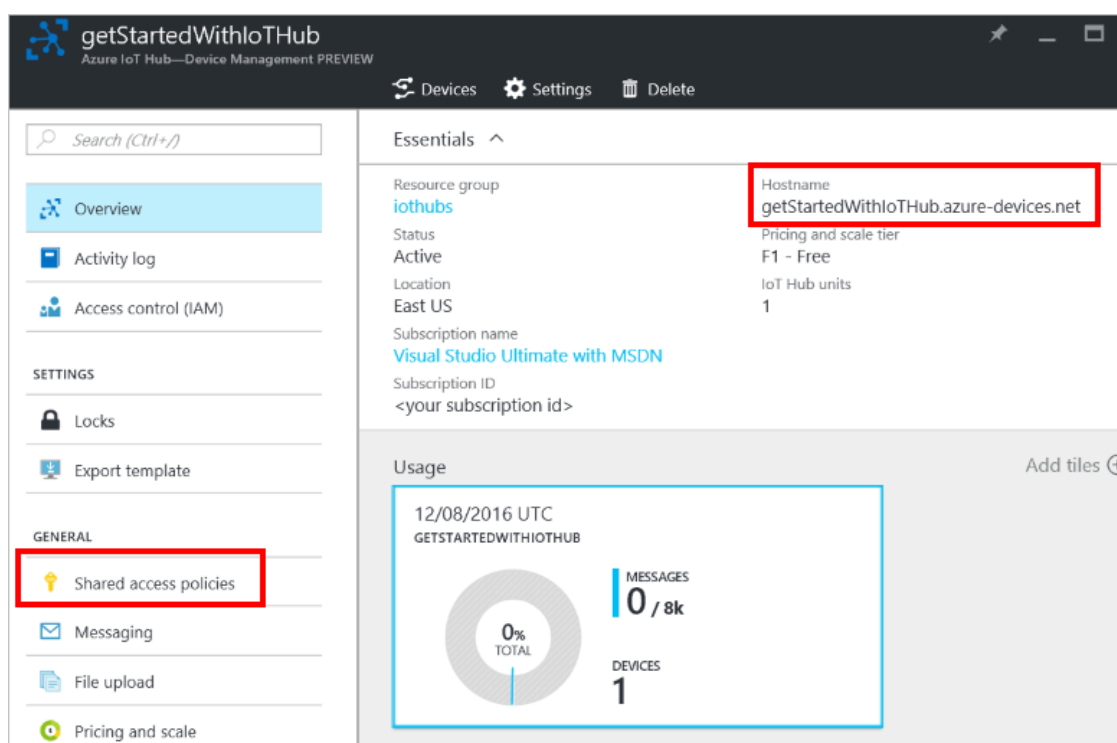 getStartedWithIoTHub
Azure IoT Hub—Device Management PREVIEW
Devices Settings Delete
Search (Ctrl+/)
Overview
Activity log
Access control (IAM)
SETTINGS
Locks
Export template
GENERAL
Shared access policies
Messaging
File upload
Pricing and scale
Essentials
Resource group
iothubs
Status
Active
Location
East US
Subscription name
Visual Studio Ultimate with MSDN
Subscription ID
<your subscription id>
Hostname
getStartedWithIoTHub.azure-devices.net
Pricing and scale tier
F1 - Free
IoT Hub units
1
Usage
Add tiles
12/08/2016 UTC
GETSTARTEDWITHIOTHUB
0%
TOTAL
MESSAGES
0 / 8k
DEVICES
1